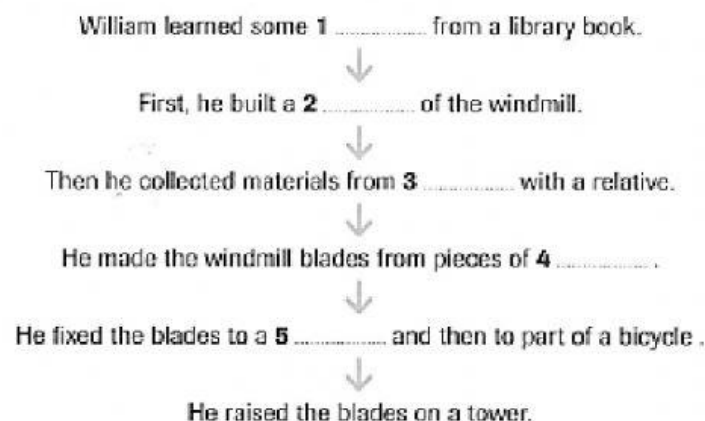 William learned some 1 .................. from a library book.
First, he built a 2 .................. of the windmill.
Then he collected materials from 3 .................. with a relative.
He made the windmill blades from pieces of 4 .................. .
He fixed the blades to a 5 .................. and then to part of a bicycle .
He raised the blades on a tower.